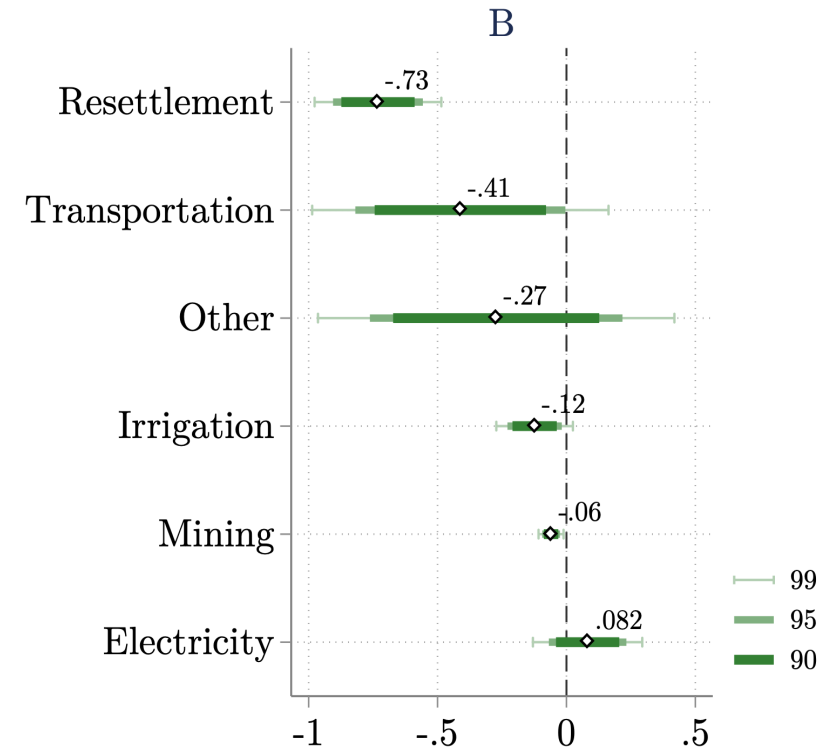 B
Resettlement
-.73
Transportation
-.41
Other
-.27
Irrigation
-.12
Mining
-.06
Electricity
.082
99
95
90
-1 -.5 0 .5